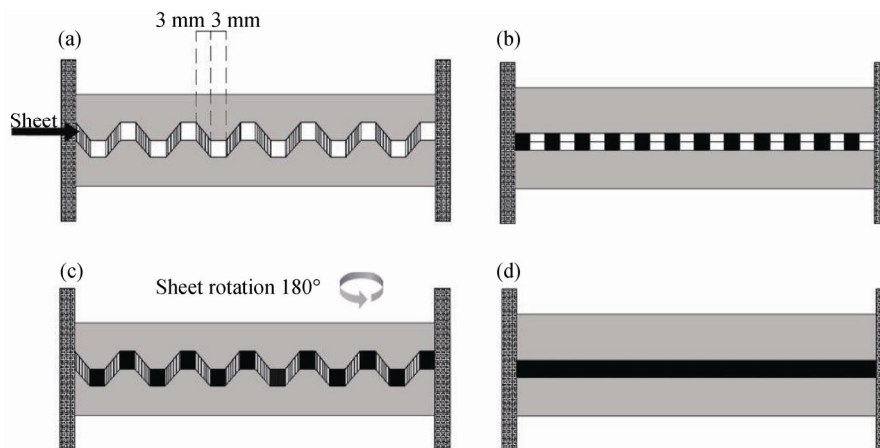 3 mm 3 mm
(a)
(b)
Sheet
(c)
Sheet rotation 180°
(d)